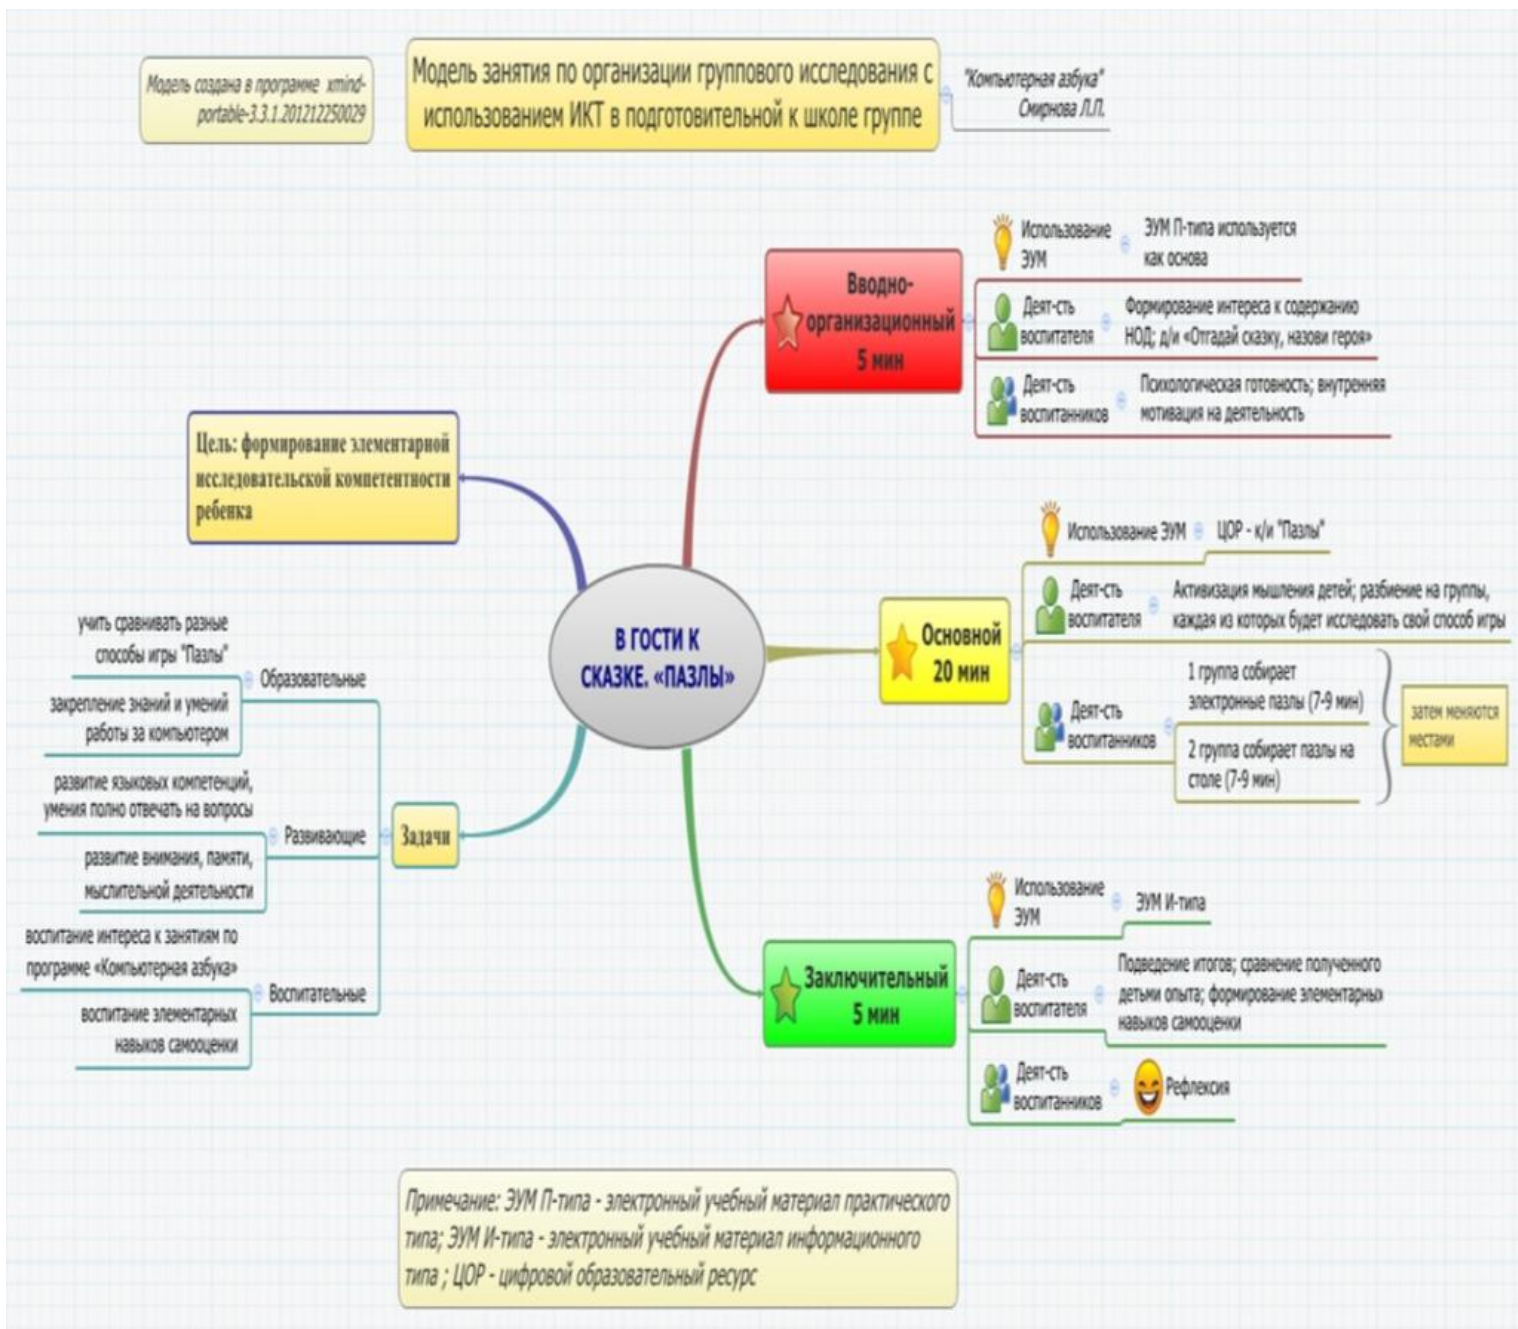 Модель создана в программе xmind-
portable-3.3.1.201212250029
Модель занятия по организации группового исследования с
использованием ИКТ в подготовительной к школе группе
"Компьютерная азбука"
Смирнова Л.П.
Цель: формирование элементарной
исследовательской компетентности
ребенка
В ГОСТИ К
СКАЗКЕ. «ПАЗЛЫ»
Задачи
Образовательные
учить сравнивать разные
способы игры "Пазлы"
закрепление знаний и умений
работы за компьютером
Развивающие
развитие языковых компетенций,
умения полно отвечать на вопросы
развитие внимания, памяти,
мыслительной деятельности
Воспитательные
воспитание интереса к занятиям по
программе «Компьютерная азбука»
воспитание элементарных
навыков самооценки
Вводно-
организационный
5 мин
Использование
ЭУМ
ЭУМ П-типа используется
как основа
Деят-сть
воспитателя
Формирование интереса к содержанию
НОД; д/и «Отгадай сказку, назови героя»
Деят-сть
воспитанников
Психологическая готовность; внутренняя
мотивация на деятельность
Основной
20 мин
Использование ЭУМ
ЦОР - к/и "Пазлы"
Деят-сть
воспитателя
Активизация мышления детей; разбиение на группы,
каждая из которых будет исследовать свой способ игры
Деят-сть
воспитанников
1 группа собирает
электронные пазлы (7-9 мин)
2 группа собирает пазлы на
столе (7-9 мин)
затем меняются
местами
Заключительный
5 мин
Использование
ЭУМ
ЭУМ И-типа
Деят-сть
воспитателя
Подведение итогов; сравнение полученного
детьми опыта; формирование элементарных
навыков самооценки
Деят-сть
воспитанников
Рефлексия
Примечание: ЭУМ П-типа - электронный учебный материал практического
типа; ЭУМ И-типа - электронный учебный материал информационного
типа ; ЦОР - цифровой образовательный ресурс